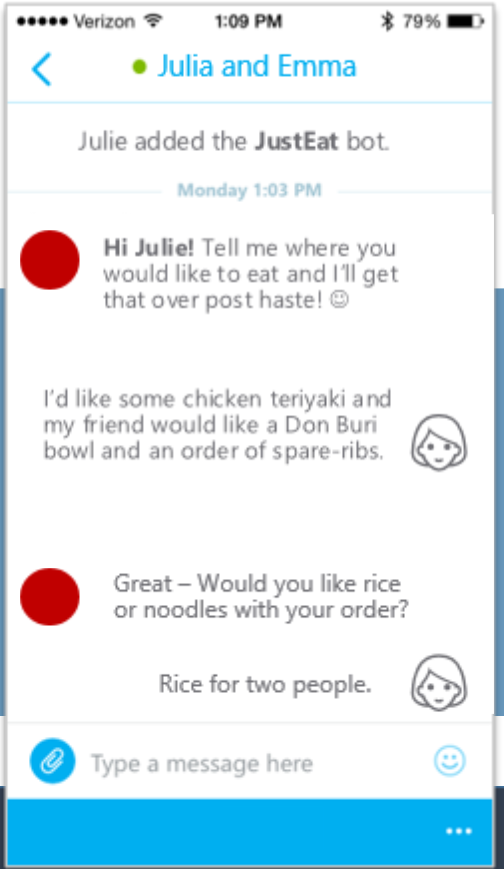 Verizon 1:09 PM 79%
Julia and Emma
Julie added the JustEat bot.
Monday 1:03 PM
Hi Julie! Tell me where you
would like to eat and I'll get
that over post haste! ☺
I'd like some chicken teriyaki and
my friend would like a Don Buri
bowl and an order of spare-ribs.
Great – Would you like rice
or noodles with your order?
Rice for two people.
Type a message here